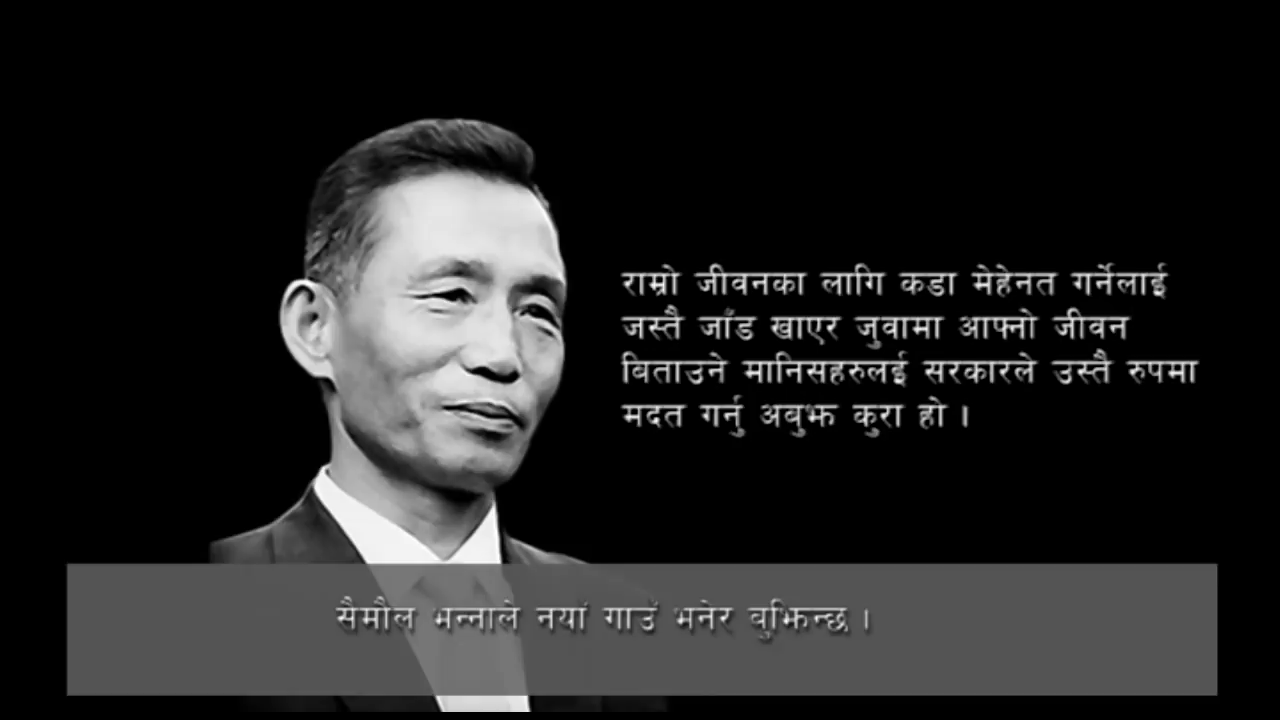 राम्रो जीवनका लागि कडा मेहेनत गर्नेलाई
जस्तै जाँड खाएर जुवामा आफ्नो जीवन
बिताउने मानिसहरुलई सरकारले उस्तै रुपमा
मदत गर्नु अबुझ कुरा हो ।
सैमौल भन्नाले नयाँ गाउँ भनेर बुझिन्छ ।